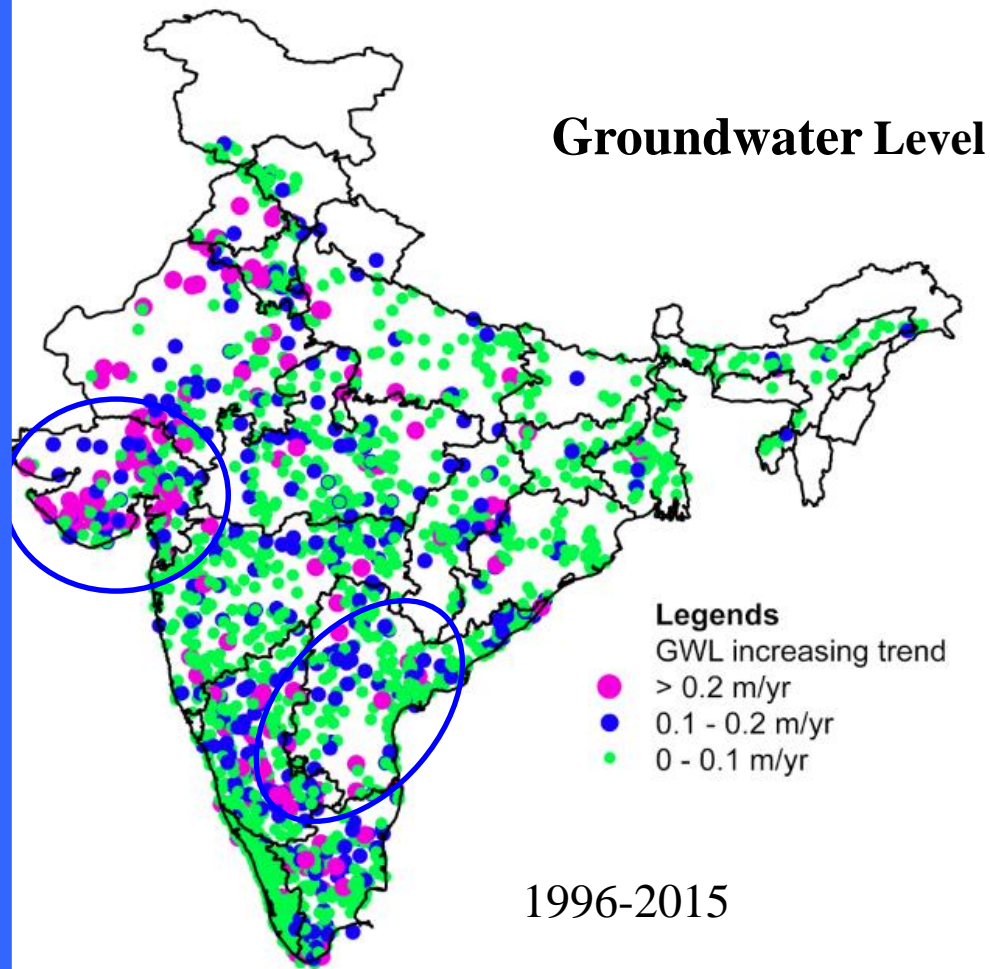 Groundwater Level
Legends
GWL increasing trend
> 0.2 m/yr
0.1 - 0.2 m/yr
0 - 0.1 m/yr
1996-2015